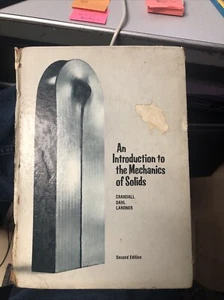 An
Introduction to
the Mechanics
of Solids
CRANDALL
DAHL
LARDNER
Second Edition